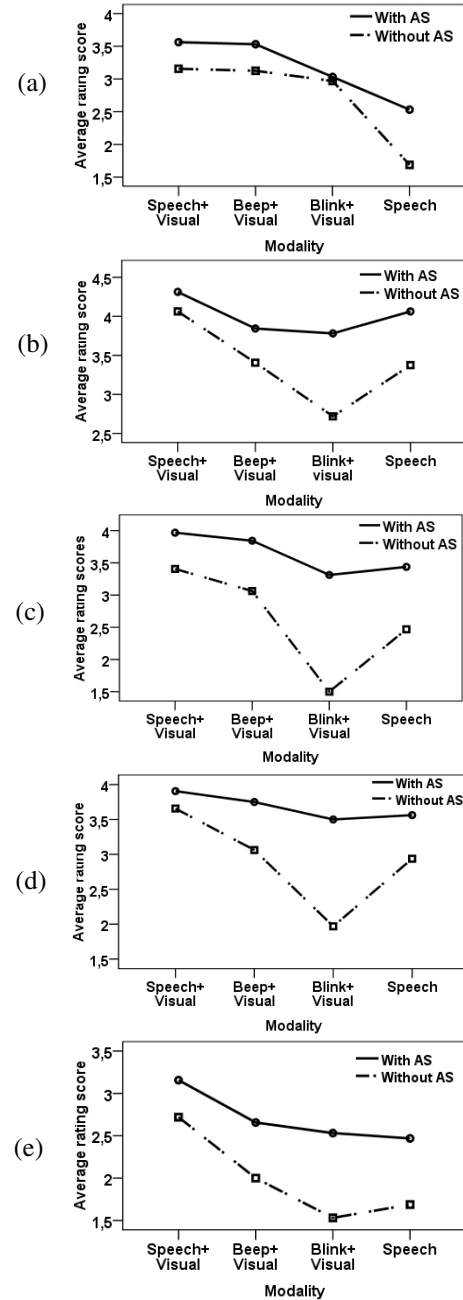 (a)
Average rating score
4
3,5
3
2,5
2
1,5
With AS
Without AS
Speech+ Beep+ Blink+ Speech
Visual Visual Visual
Modality
(b)
Average rating score
4,5
4
3,5
3
2,5
With AS
Without AS
Speech+ Beep+ Blink+ Speech
Visual Visual visual
Modality
(c)
Average rating scores
4
3,5
3
2,5
2
1,5
With AS
Without AS
Speech+ Beep+ Blink+ Speech
Visual Visual Visual
Modality
(d)
Average rating score
4
3,5
3
2,5
2
1,5
With AS
Without AS
Speech+ Beep+ Blink+ Speech
Visual Visual Visual
Modality
(e)
Average rating score
3,5
3
2,5
2
1,5
With AS
Without AS
Speech+ Beep+ Blink+ Speech
Visual Visual Visual
Modality